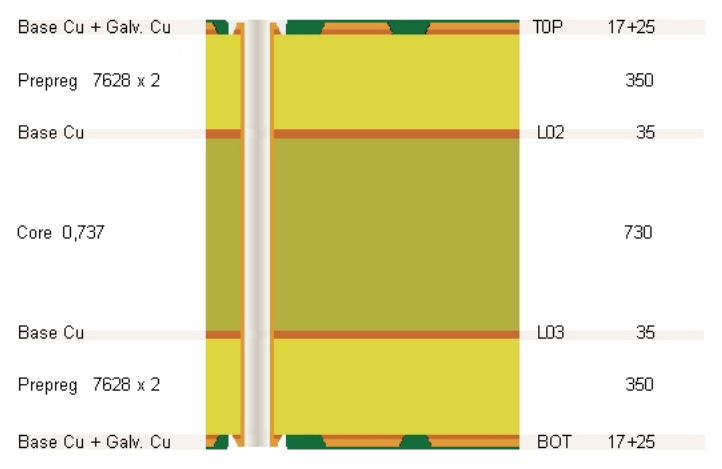 Base Cu + Galv. Cu TOP 17+25
Prepreg 7628 x 2 350
Base Cu L02 35
Core 0,737 730
Base Cu L03 35
Prepreg 7628 x 2 350
Base Cu + Galv. Cu BOT 17+25